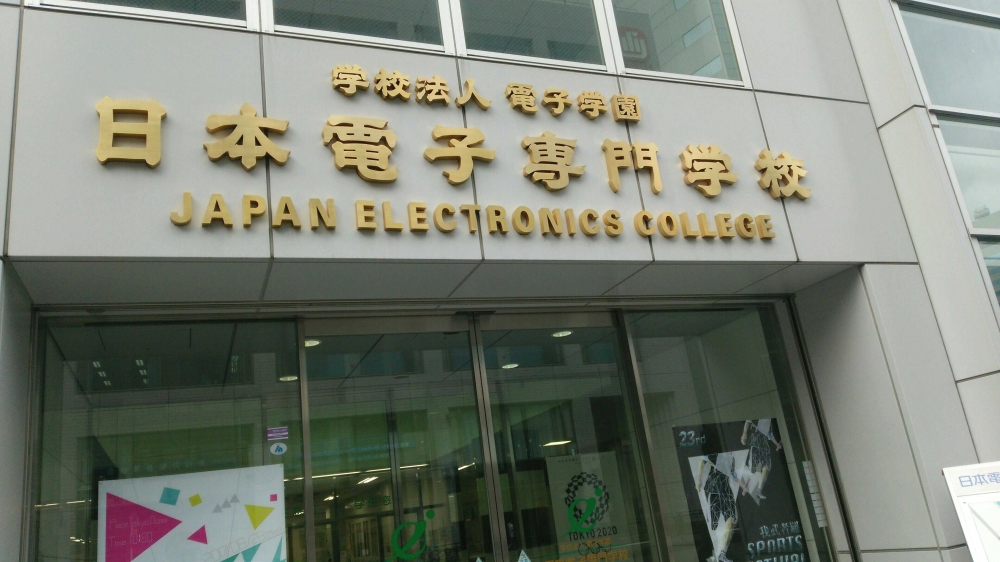 学校法人 電子学園
日本電子専門学校
JAPAN ELECTRONICS COLLEGE
23rd
TOKYO 2020
SPORTS
日本電